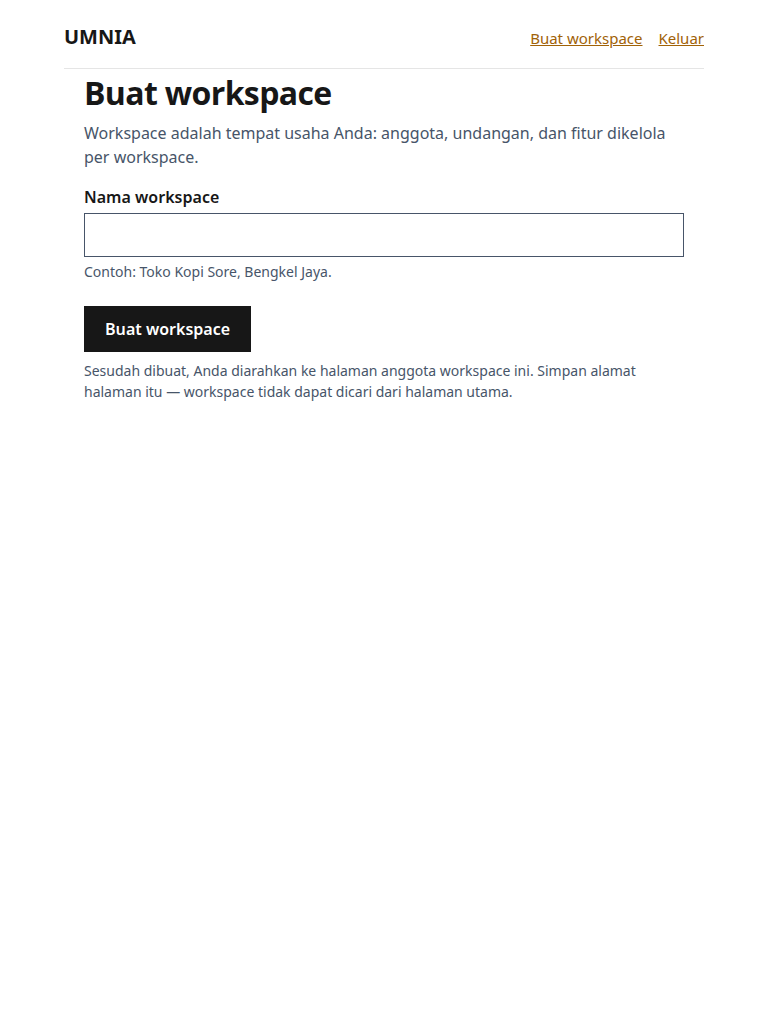 UMNIA
Buat workspace Keluar
Buat workspace
Workspace adalah tempat usaha Anda: anggota, undangan, dan fitur dikelola
per workspace.
Nama workspace
Contoh: Toko Kopi Sore, Bengkel Jaya.
Buat workspace
Sesudah dibuat, Anda diarahkan ke halaman anggota workspace ini. Simpan alamat
halaman itu — workspace tidak dapat dicari dari halaman utama.